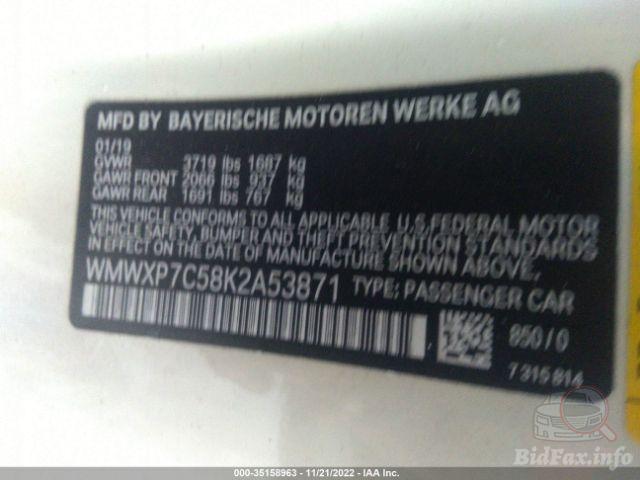 MFD BY BAYERISCHE MOTOREN WERKE AG
01/19
GVWR 3719 lbs 1687 kg
GAWR FRONT 2066 lbs 937 kg
GAWR REAR 1691 lbs 767 kg
THIS VEHICLE CONFORMS TO ALL APPLICABLE U.S. FEDERAL MOTOR
VEHICLE SAFETY, BUMPER, AND THEFT PREVENTION STANDARDS IN
EFFECT ON THE DATE OF MANUFACTURE SHOWN ABOVE.
WMWXP7C58K2A53871 TYPE: PASSENGER CAR
850/0
7 315 814
BidFax.info
000-35158963 - 11/21/2022 - IAA Inc.